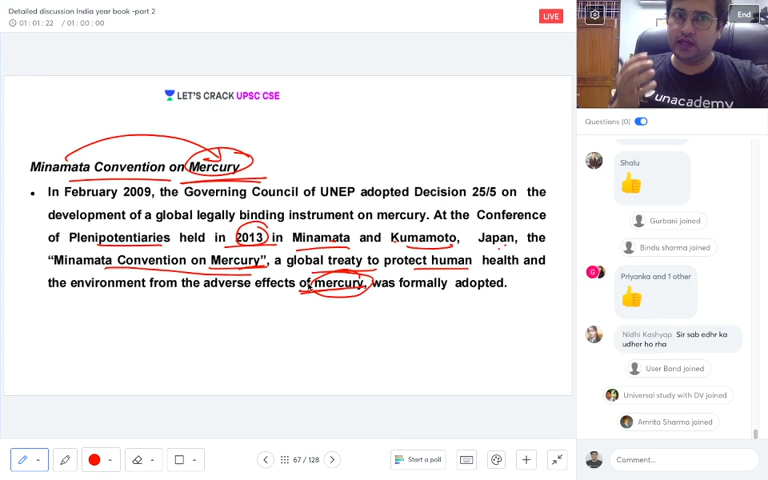 Detailed discussion India year book -part 2
01 : 01 : 22 / 01 : 00 : 00
LIVE
End
LET'S CRACK UPSC CSE
unacademy
Minamata Convention on Mercury
• In February 2009, the Governing Council of UNEP adopted Decision 25/5 on the
development of a global legally binding instrument on mercury. At the Conference
of Plenipotentiaries held in 2013 in Minamata and Kumamoto, Japan, the
“Minamata Convention on Mercury”, a global treaty to protect human health and
the environment from the adverse effects of mercury, was formally adopted.
Questions (0)
Shalu
Gurbani joined
Bindu sharma joined
G
Priyanka and 1 other
Nidhi Kashyap Sir sab edhr ka
udher ho rha
User Band joined
Universal study with DV joined
Amrita Sharma joined
67 / 128
Start a poll
Comment...